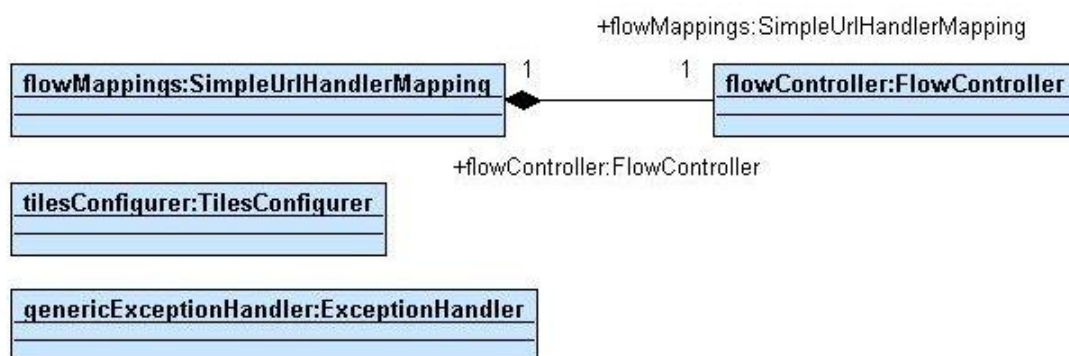 +flowMappings:SimpleUrlHandlerMapping
flowMappings:SimpleUrlHandlerMapping 1 1 flowController:FlowController
+flowController:FlowController
tilesConfigurer:TilesConfigurer
genericExceptionHandler:ExceptionHandler